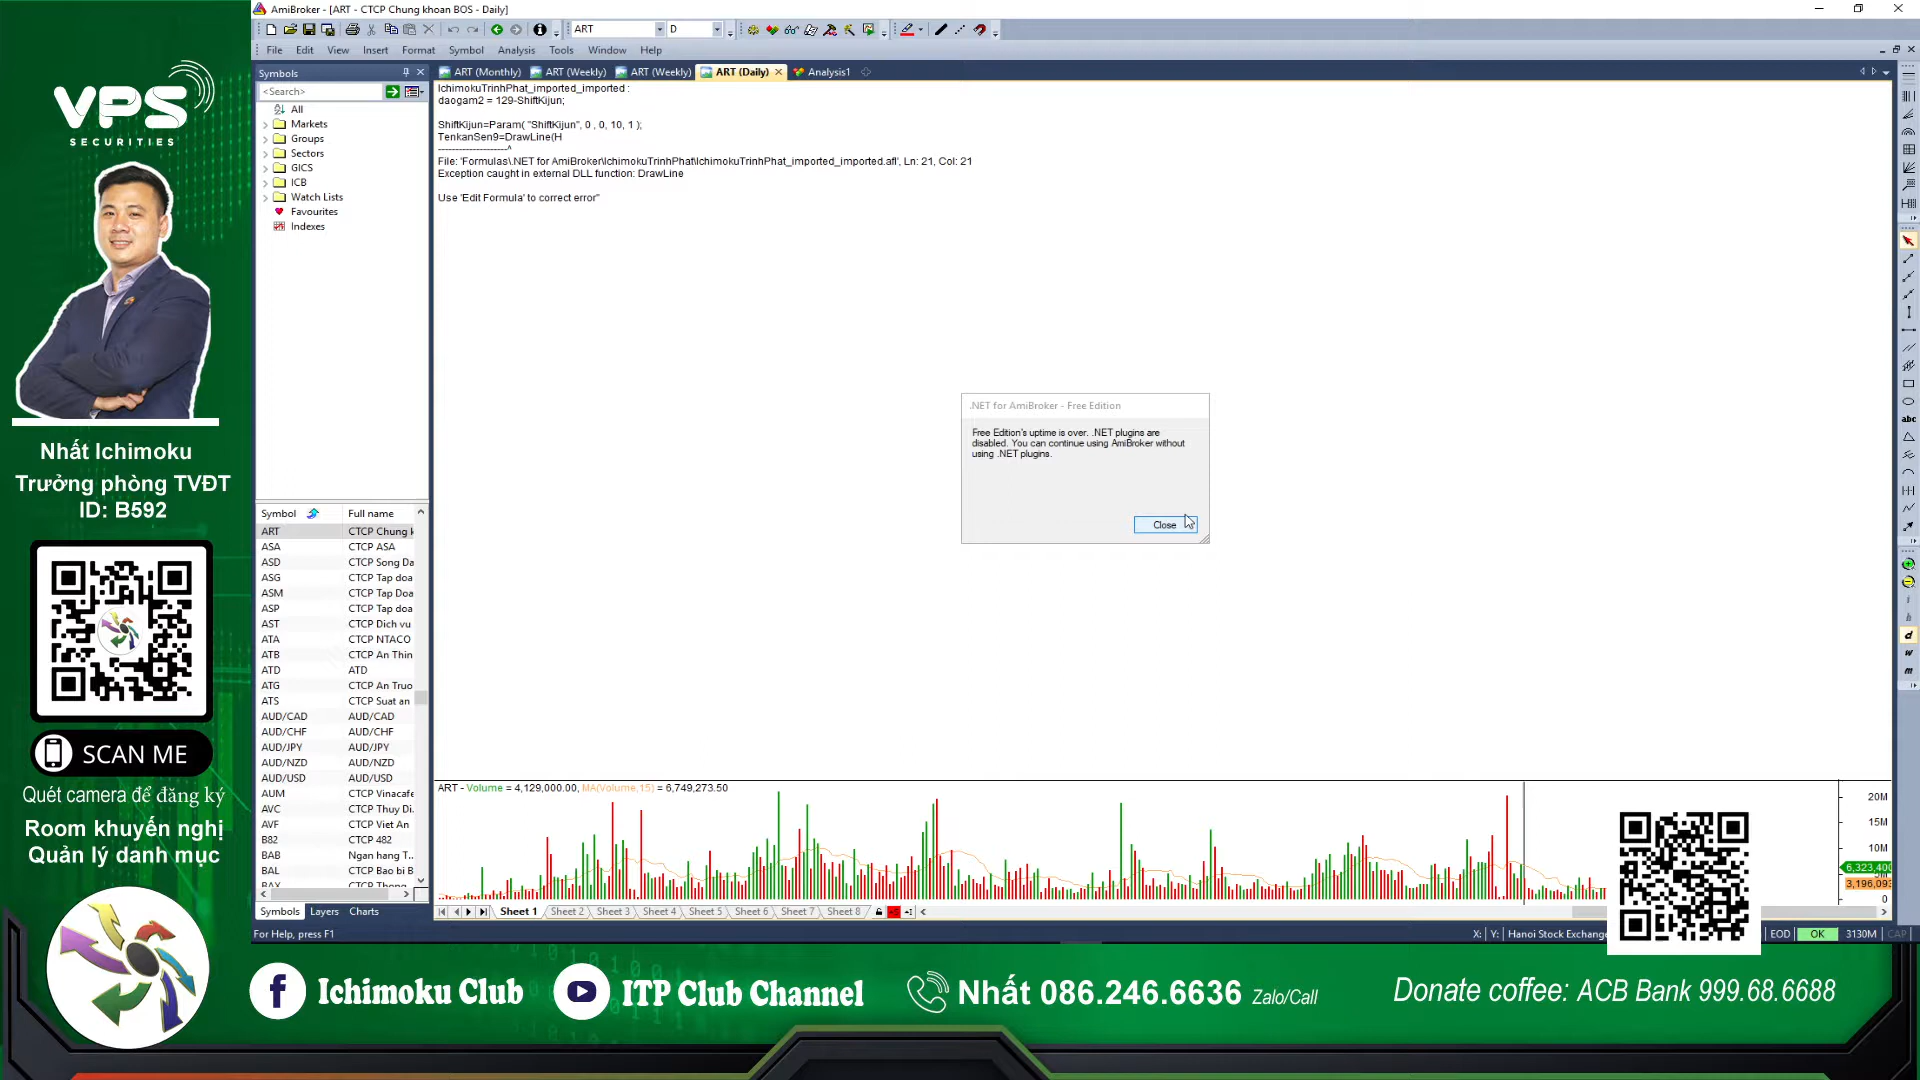 AmiBroker - [ART - CTCP Chung khoan BOS - Daily]
ART
D
File Edit View Insert Format Symbol Analysis Tools Window Help
Symbols
ART (Monthly) ART (Weekly) ART (Weekly) ART (Daily) Analysis1
<Search>
All
Markets
Groups
Sectors
GICS
ICB
Watch Lists
Favourites
Indexes
IchimokuTrinhPhat_imported_imported :
daogam2 = 129-ShiftKijun;
ShiftKijun=Param( "ShiftKijun", 0 , 0, 10, 1 );
TenkanSen9=DrawLine(H
---------------------^
File: 'Formulas\.NET for AmiBroker\IchimokuTrinhPhat\IchimokuTrinhPhat_imported_imported.afl', Ln: 21, Col: 21
Exception caught in external DLL function: DrawLine
Use 'Edit Formula' to correct error"
.NET for AmiBroker - Free Edition
Free Edition's uptime is over. .NET plugins are
disabled. You can continue using AmiBroker without
using .NET plugins.
Close
Symbol Full name
ART CTCP Chung k
ASA CTCP ASA
ASD CTCP Song Da
ASG CTCP Tap doa
ASM CTCP Tap Doa
ASP CTCP Tap doa
AST CTCP Dich vu
ATA CTCP NTACO
ATB CTCP An Thin
ATD ATD
ATG CTCP An Truo
ATS CTCP Suat an
AUD/CAD AUD/CAD
AUD/CHF AUD/CHF
AUD/JPY AUD/JPY
AUD/NZD AUD/NZD
AUD/USD AUD/USD
AUM CTCP Vinacafe
AVC CTCP Thuy Di.
AVF CTCP Viet An
B82 CTCP 482
BAB Ngan hang T..
BAL CTCP Bao bi B
BAX CTCP Thong
Symbols Layers Charts
For Help, press F1
ART - Volume = 4,129,000.00, MA(Volume,15) = 6,749,273.50
20M
15M
10M
6,323,400
3,196,093
0
Sheet 1 Sheet 2 Sheet 3 Sheet 4 Sheet 5 Sheet 6 Sheet 7 Sheet 8
X: Y: Hanoi Stock Exchange
EOD OK 3130M CAP
abc
d
w
m
VPS
SECURITIES
Nhất Ichimoku
Trưởng phòng TVĐT
ID: B592
SCAN ME
Quét camera để đăng ký
Room khuyến nghị
Quản lý danh mục
Ichimoku Club
ITP Club Channel
Nhất 086.246.6636 Zalo/Call
Donate coffee: ACB Bank 999.68.6688